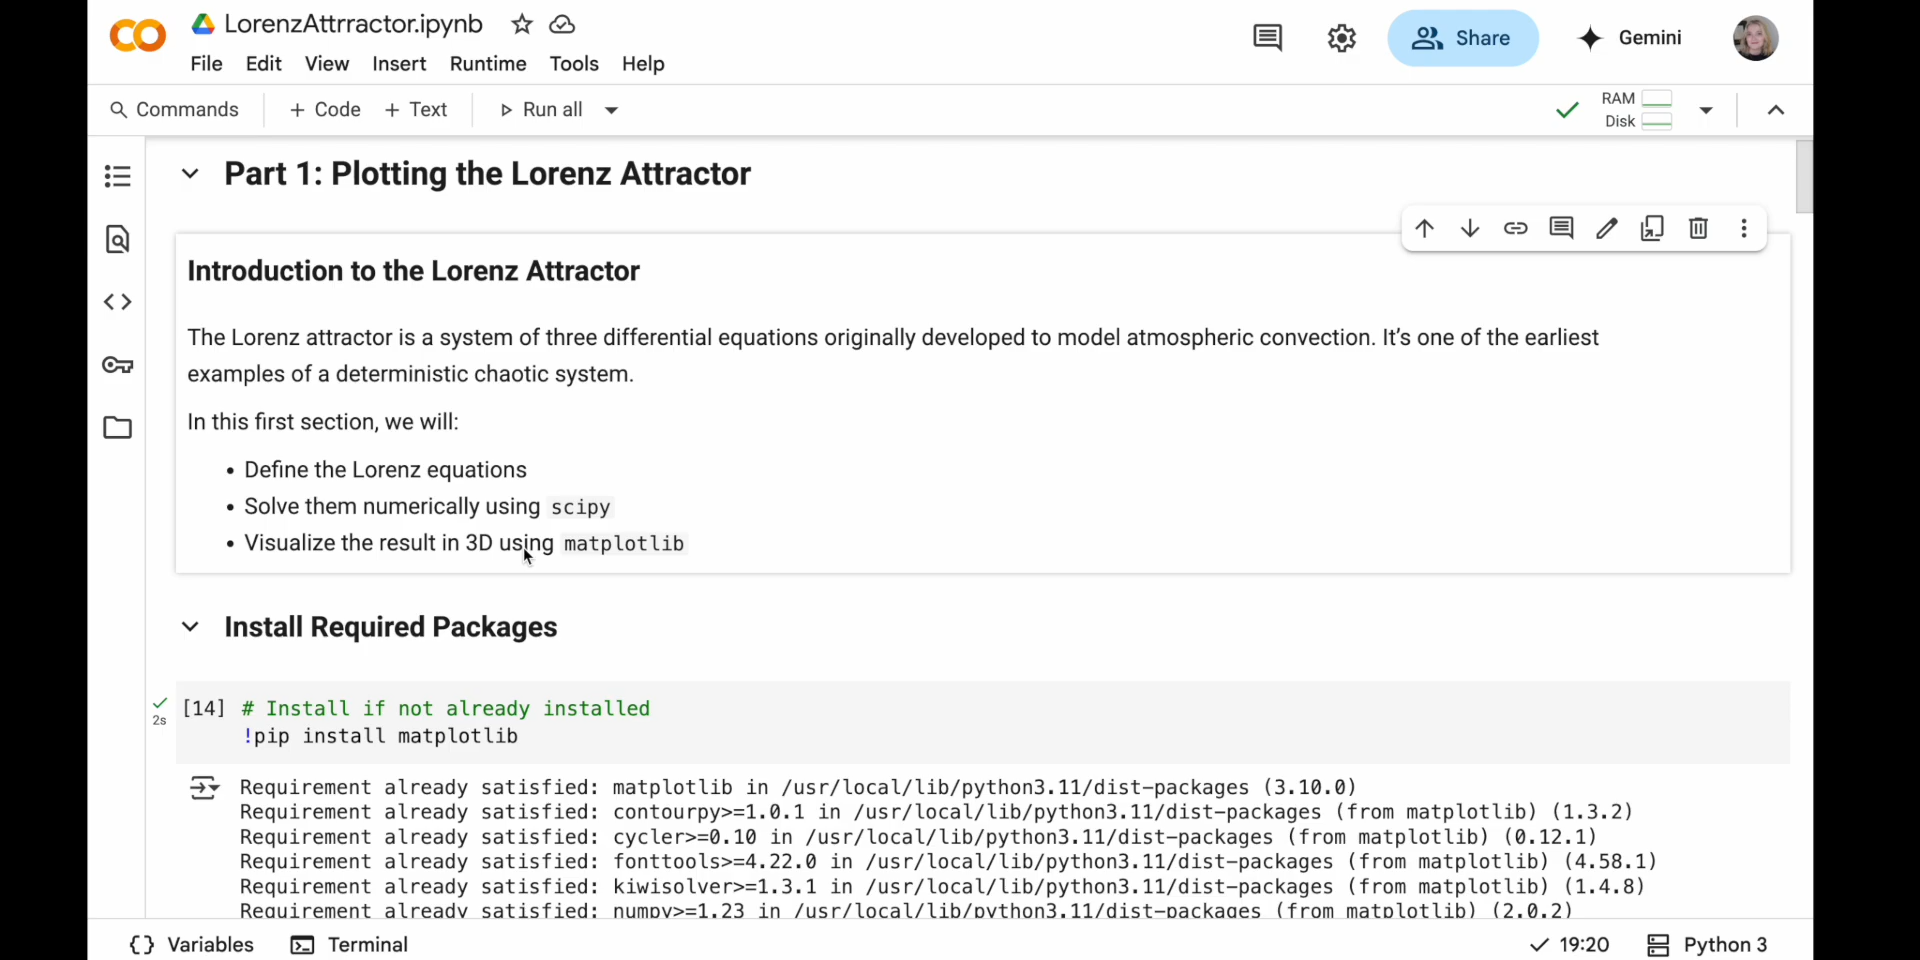 LorenzAttrractor.ipynb
File Edit View Insert Runtime Tools Help
Share
Gemini
Commands + Code + Text Run all
RAM
Disk
Part 1: Plotting the Lorenz Attractor
Introduction to the Lorenz Attractor
The Lorenz attractor is a system of three differential equations originally developed to model atmospheric convection. It’s one of the earliest
examples of a deterministic chaotic system.
In this first section, we will:
• Define the Lorenz equations
• Solve them numerically using scipy
• Visualize the result in 3D using matplotlib
Install Required Packages
[14] # Install if not already installed
2s
!pip install matplotlib
Requirement already satisfied: matplotlib in /usr/local/lib/python3.11/dist-packages (3.10.0)
Requirement already satisfied: contourpy>=1.0.1 in /usr/local/lib/python3.11/dist-packages (from matplotlib) (1.3.2)
Requirement already satisfied: cycler>=0.10 in /usr/local/lib/python3.11/dist-packages (from matplotlib) (0.12.1)
Requirement already satisfied: fonttools>=4.22.0 in /usr/local/lib/python3.11/dist-packages (from matplotlib) (4.58.1)
Requirement already satisfied: kiwisolver>=1.3.1 in /usr/local/lib/python3.11/dist-packages (from matplotlib) (1.4.8)
Requirement already satisfied: numpy>=1.23 in /usr/local/lib/python3.11/dist-packages (from matplotlib) (2.0.2)
{} Variables Terminal
19:20 Python 3